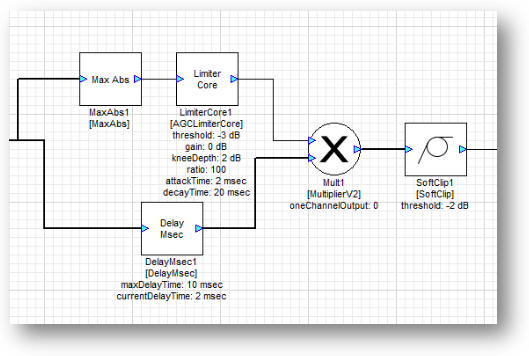 Max Abs
MaxAbs1
[MaxAbs]
Limiter
Core
LimiterCore1
[AGCLimiterCore]
threshold: -3 dB
gain: 0 dB
kneeDepth: 2 dB
ratio: 100
attackTime: 2 msec
decayTime: 20 msec
X
Mult1
[MultiplierV2]
oneChannelOutput: 0
SoftClip1
[SoftClip]
threshold: -2 dB
Delay
Msec
DelayMsec1
[DelayMsec]
maxDelayTime: 10 msec
currentDelayTime: 2 msec